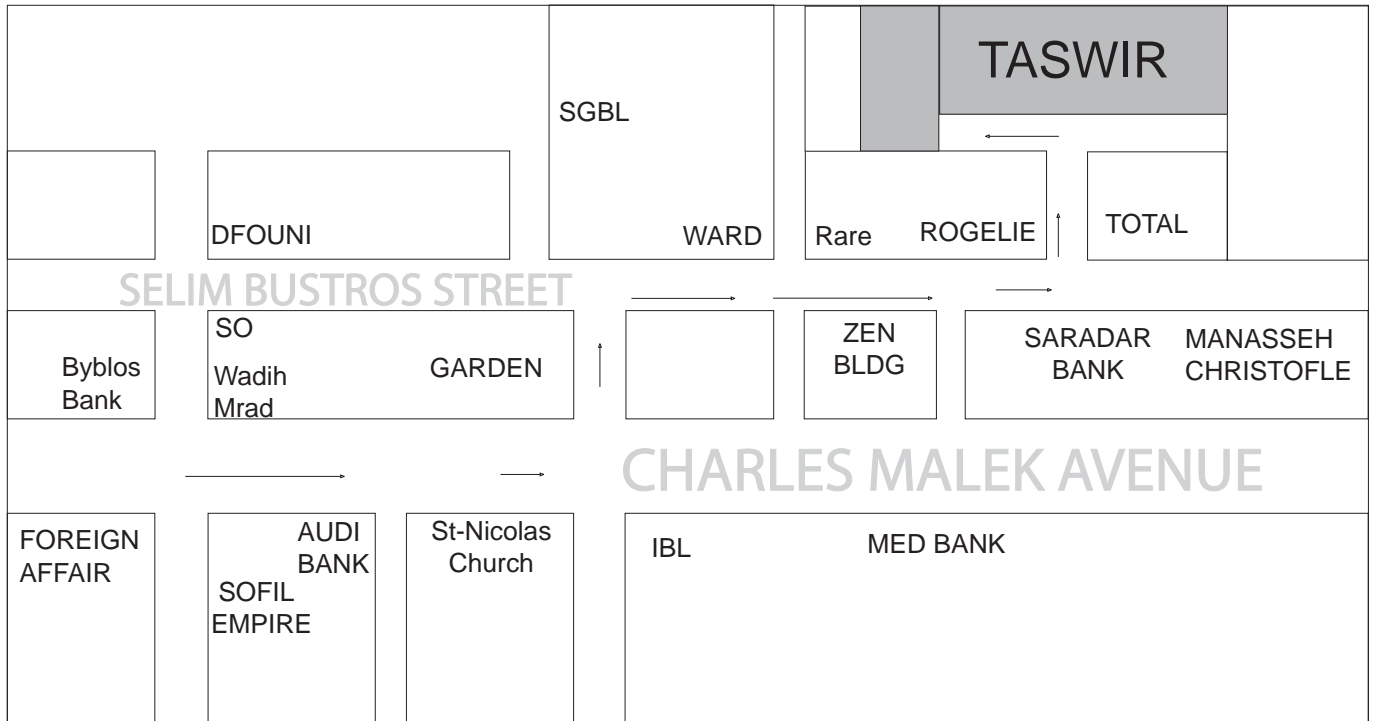 TASWIR
SGBL
DFOUNI
WARD
Rare
ROGELIE
TOTAL
SELIM BUSTROS STREET
Byblos
Bank
SO
Wadih
Mrad
GARDEN
ZEN
BLDG
SARADAR
BANK
MANASSEH
CHRISTOFLE
CHARLES MALEK AVENUE
FOREIGN
AFFAIR
AUDI
BANK
SOFIL
EMPIRE
St-Nicolas
Church
IBL
MED BANK